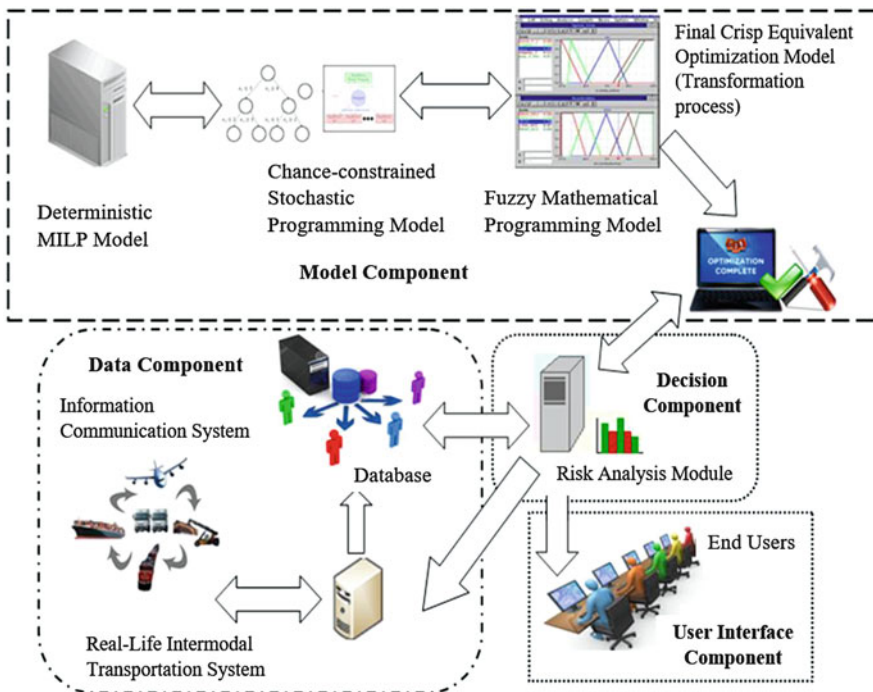 Final Crisp Equivalent
Optimization Model
(Transformation
process)
Chance-constrained
Stochastic
Programming Model
Fuzzy Mathematical
Programming Model
Deterministic
MILP Model
OPTIMIZATION
COMPLETE
Model Component
Data Component
Information
Communication System
Database
Decision
Component
Risk Analysis Module
End Users
Real-Life Intermodal
Transportation System
User Interface
Component